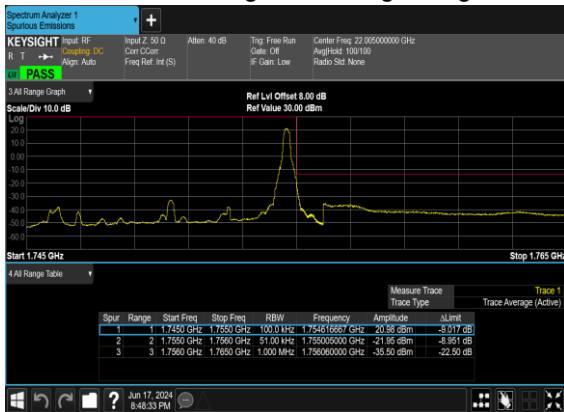 Spectrum Analyzer 1
Spurious Emissions
+
KEYSIGHT Input: RF Input Z: 50 Ω Atten: 40 dB Trig: Free Run Center Freq: 22.005000000 GHz
R T Coupling: DC Corr CCorr Gate: Off Avg|Hold: 100/100
Align: Auto Freq Ref: Int (S) IF Gain: Low Radio Std: None
PASS
3 All Range Graph
Ref Lvl Offset 8.00 dB
Scale/Div 10.0 dB Ref Value 30.00 dBm
Log
20.0
10.0
0.00
-10.0
-20.0
-30.0
-40.0
-50.0
-60.0
Start 1.745 GHz Stop 1.765 GHz
4 All Range Table
Measure Trace Trace 1
Trace Type Trace Average (Active)
Spur Range Start Freq Stop Freq RBW Frequency Amplitude ΔLimit
1 1 1.7450 GHz 1.7550 GHz 100.0 kHz 1.754616667 GHz 20.98 dBm -9.017 dB
2 2 1.7550 GHz 1.7560 GHz 51.00 kHz 1.755005000 GHz -21.95 dBm -8.951 dB
3 3 1.7560 GHz 1.7650 GHz 1.000 MHz 1.756060000 GHz -35.50 dBm -22.50 dB
? Jun 17, 2024
8:48:33 PM